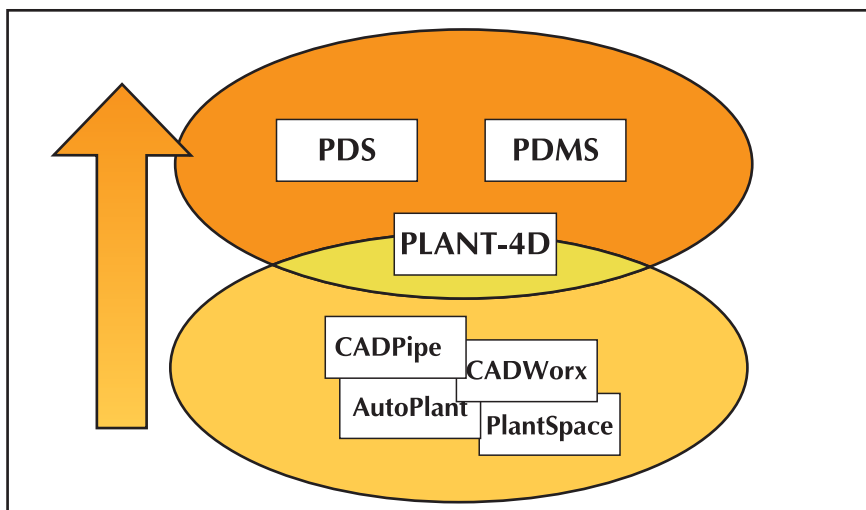 PDS
PDMS
PLANT-4D
CADPipe
CADWorx
AutoPlant
PlantSpace